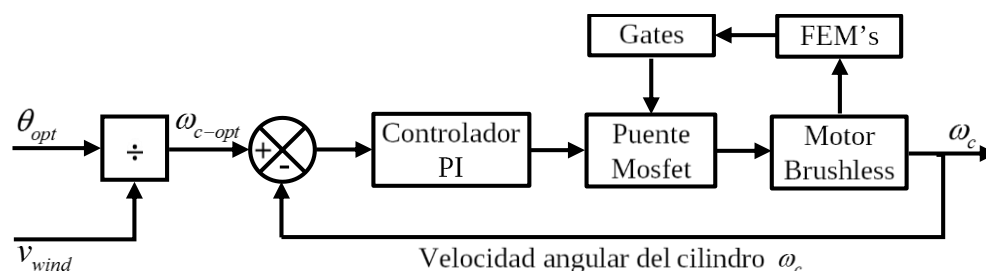 Gates
FEM's
θopt
ωc−opt
÷
+
-
Controlador
PI
Puente
Mosfet
Motor
Brushless
ωc
vwind
Velocidad angular del cilindro ωc